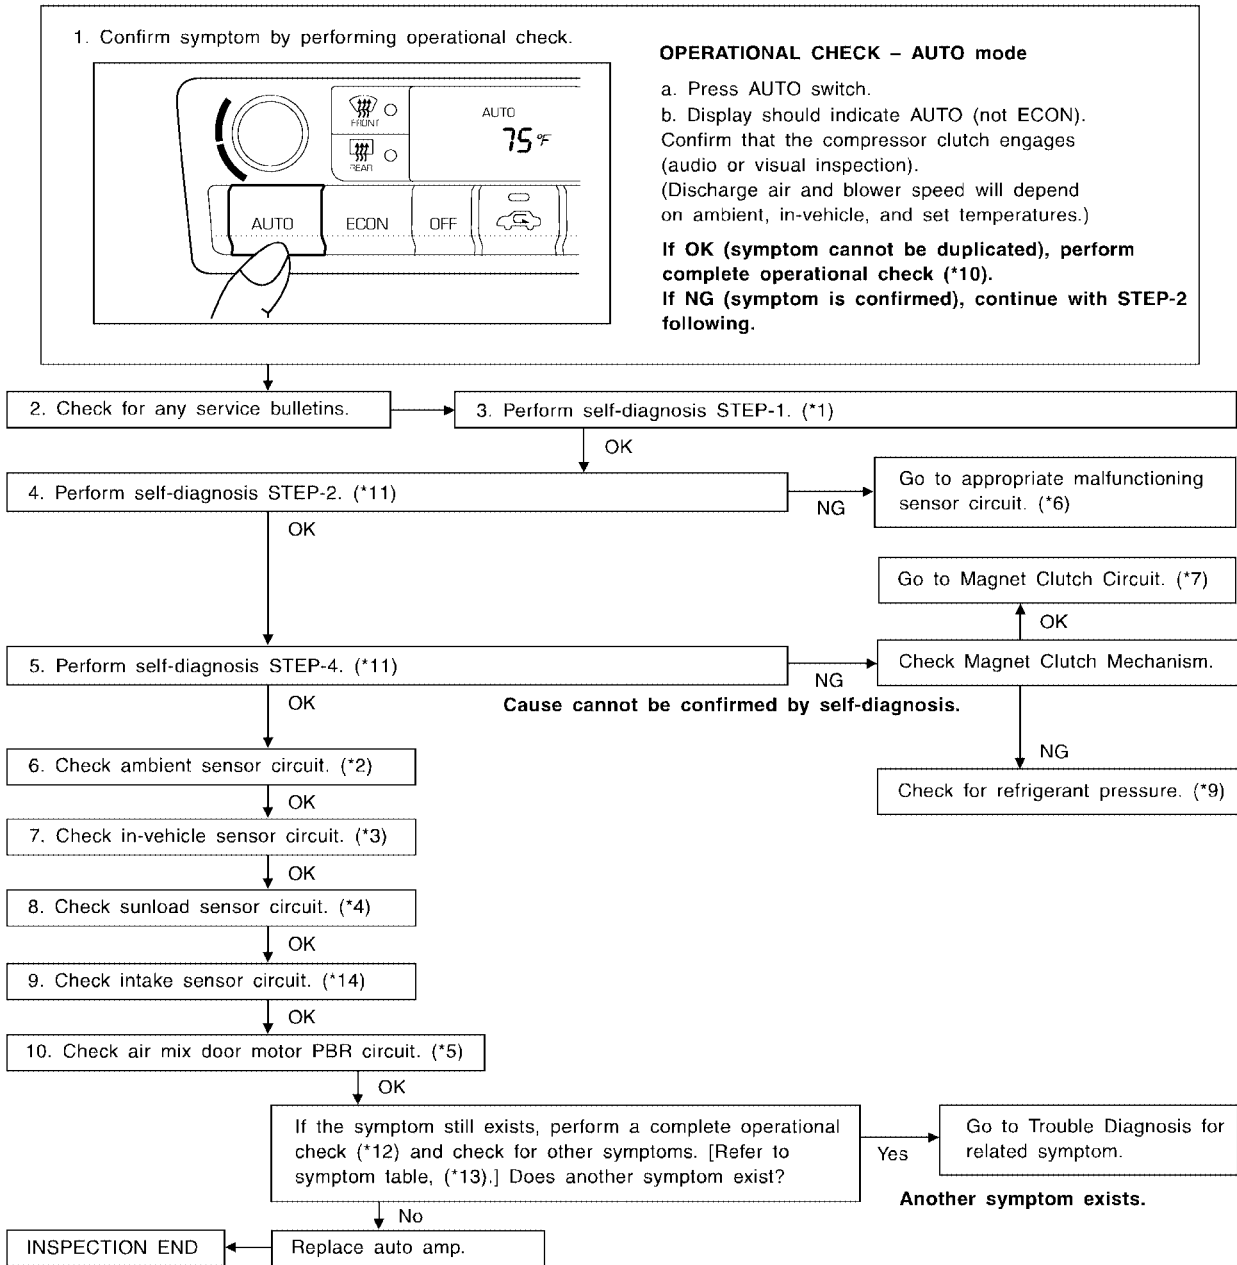 1. Confirm symptom by performing operational check.
FRONT
REAR
AUTO
75°F
AUTO
ECON
OFF
OPERATIONAL CHECK – AUTO mode
a. Press AUTO switch.
b. Display should indicate AUTO (not ECON).
Confirm that the compressor clutch engages
(audio or visual inspection).
(Discharge air and blower speed will depend
on ambient, in-vehicle, and set temperatures.)
If OK (symptom cannot be duplicated), perform
complete operational check (*10).
If NG (symptom is confirmed), continue with STEP-2
following.
2. Check for any service bulletins.
3. Perform self-diagnosis STEP-1. (*1)
OK
4. Perform self-diagnosis STEP-2. (*11)
NG
Go to appropriate malfunctioning
sensor circuit. (*6)
OK
Go to Magnet Clutch Circuit. (*7)
OK
5. Perform self-diagnosis STEP-4. (*11)
NG
Check Magnet Clutch Mechanism.
Cause cannot be confirmed by self-diagnosis.
OK
NG
Check for refrigerant pressure. (*9)
6. Check ambient sensor circuit. (*2)
OK
7. Check in-vehicle sensor circuit. (*3)
OK
8. Check sunload sensor circuit. (*4)
OK
9. Check intake sensor circuit. (*14)
OK
10. Check air mix door motor PBR circuit. (*5)
OK
If the symptom still exists, perform a complete operational
check (*12) and check for other symptoms. [Refer to
symptom table, (*13).] Does another symptom exist?
Yes
Go to Trouble Diagnosis for
related symptom.
Another symptom exists.
No
Replace auto amp.
INSPECTION END